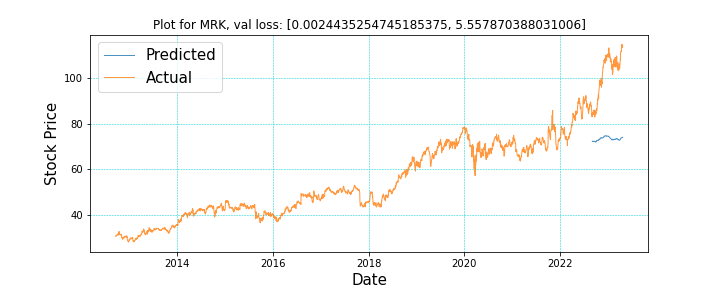 Plot for MRK, val loss: [0.0024435254745185375, 5.557870388031006]
Predicted
Actual
Stock Price
100
80
60
40
2014 2016 2018 2020 2022
Date